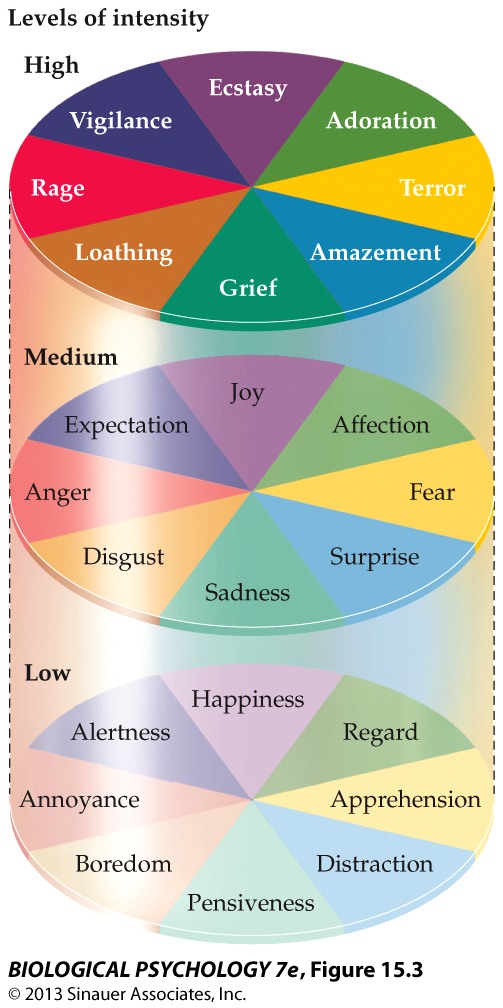 Levels of intensity
High
Ecstasy
Vigilance
Adoration
Rage
Terror
Loathing
Amazement
Grief
Medium
Joy
Expectation
Affection
Anger
Fear
Disgust
Surprise
Sadness
Low
Happiness
Alertness
Regard
Annoyance
Apprehension
Boredom
Distraction
Pensiveness
BIOLOGICAL PSYCHOLOGY 7e, Figure 15.3
© 2013 Sinauer Associates, Inc.